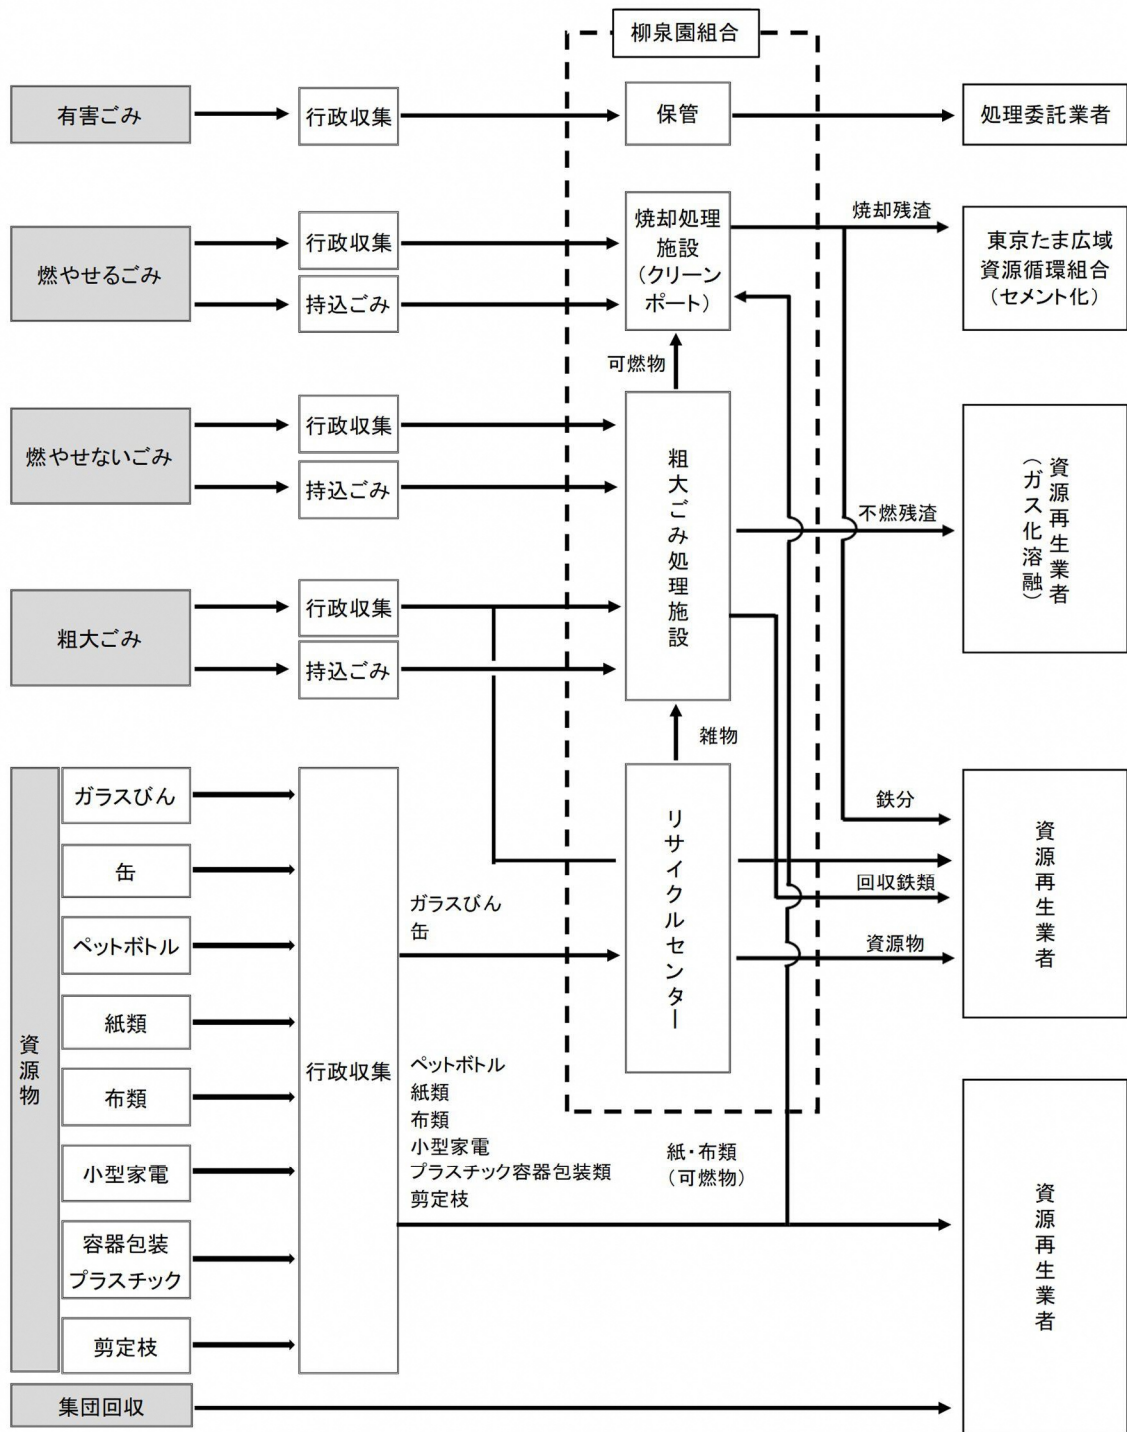 柳泉園組合
有害ごみ
行政収集
保管
処理委託業者
燃やせるごみ
行政収集
持込ごみ
焼却処理
施設
(クリーン
ポート)
焼却残渣
東京たま広域
資源循環組合
(セメント化)
可燃物
燃やせないごみ
行政収集
持込ごみ
粗大ごみ処理施設
不燃残渣
資源再生業者
(ガス化溶融)
粗大ごみ
行政収集
持込ごみ
雑物
資源物
ガラスびん
缶
ペットボトル
紙類
布類
小型家電
容器包装
プラスチック
剪定枝
行政収集
ガラスびん
缶
リサイクルセンター
鉄分
回収鉄類
資源物
資源再生業者
ペットボトル
紙類
布類
小型家電
プラスチック容器包装類
剪定枝
紙・布類
(可燃物)
資源再生業者
集団回収